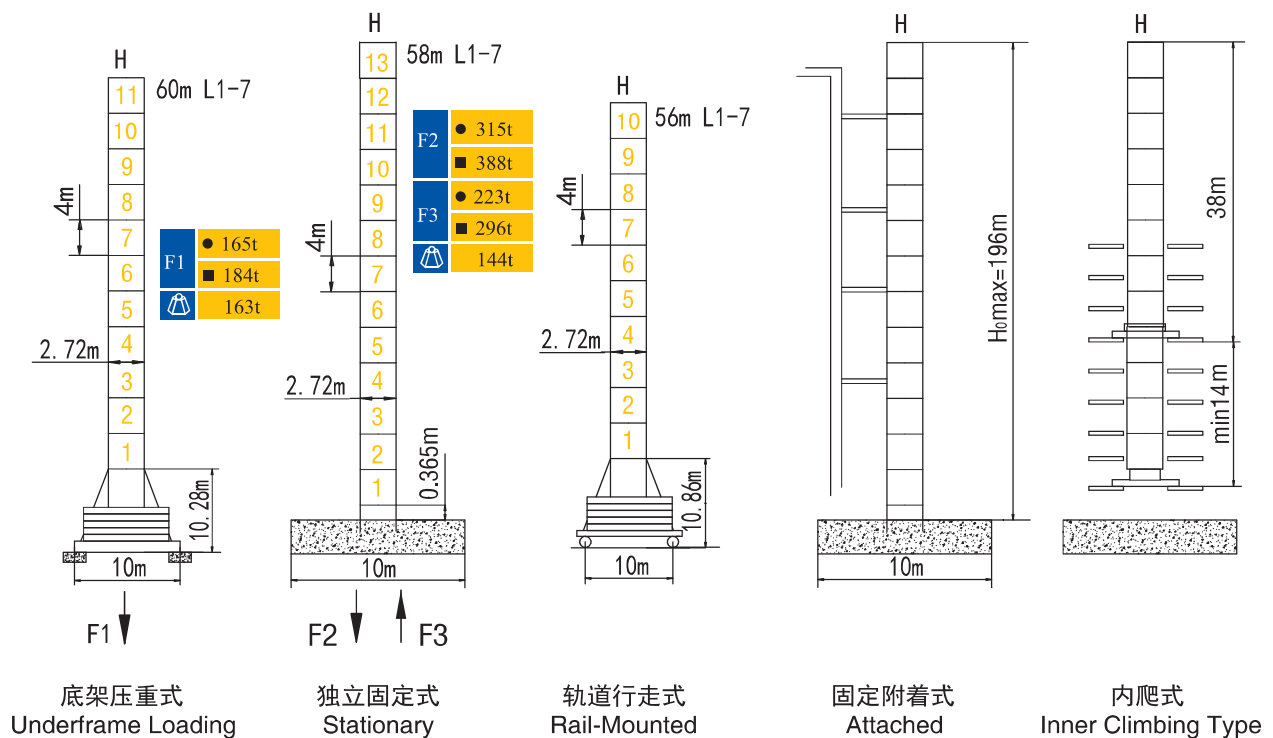 H
60m L1-7
11
10
9
8
7
6
5
4
3
2
1
4m
2.72m
F1
● 165t
■ 184t
163t
10.28m
10m
F1
底架压重式
Underframe Loading
H
58m L1-7
13
12
11
10
9
8
7
6
5
4
3
2
1
4m
2.72m
F2
● 315t
■ 388t
F3
● 223t
■ 296t
144t
0.365m
10m
F2
F3
独立固定式
Stationary
H
56m L1-7
10
9
8
7
6
5
4
3
2
1
4m
2.72m
10.86m
10m
轨道行走式
Rail-Mounted
H
H₀max=196m
10m
固定附着式
Attached
H
38m
min14m
内爬式
Inner Climbing Type